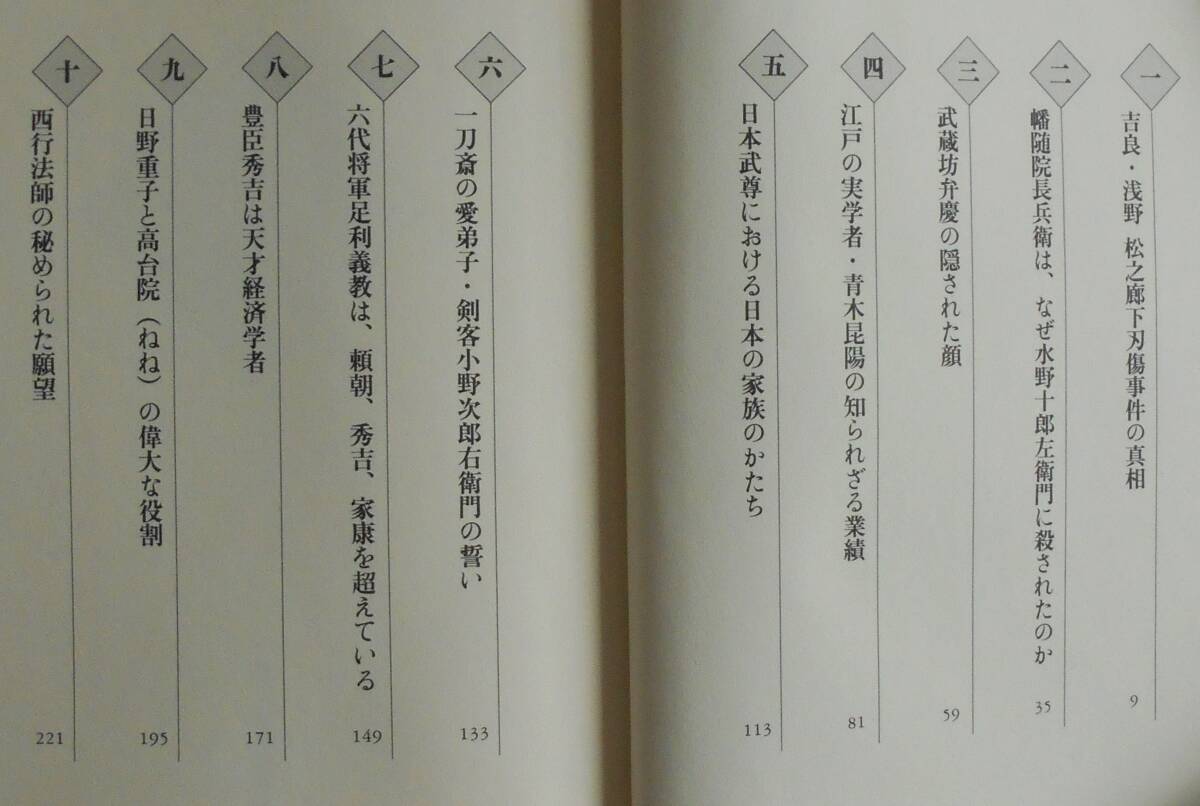 一
吉良・浅野 松之廊下刃傷事件の真相
9
二
幡随院長兵衛は、なぜ水野十郎左衛門に殺されたのか
35
三
武蔵坊弁慶の隠された顔
59
四
江戸の実学者・青木昆陽の知られざる業績
81
五
日本武尊における日本の家族のかたち
113
六
一刀斎の愛弟子・剣客小野次郎右衛門の誓い
133
七
六代将軍足利義教は、頼朝、秀吉、家康を超えている
149
八
豊臣秀吉は天才経済学者
171
九
日野重子と高台院（ねね）の偉大な役割
195
十
西行法師の秘められた願望
221